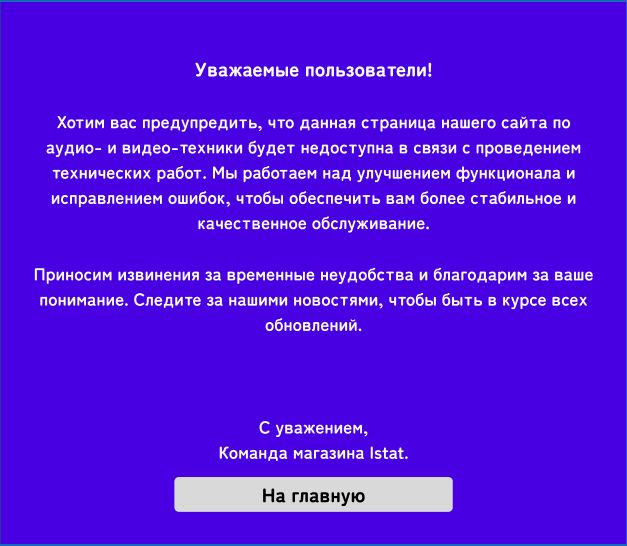 Уважаемые пользователи!
Хотим вас предупредить, что данная страница нашего сайта по
аудио- и видео-техники будет недоступна в связи с проведением
технических работ. Мы работаем над улучшением функционала и
исправлением ошибок, чтобы обеспечить вам более стабильное и
качественное обслуживание.
Приносим извинения за временные неудобства и благодарим за ваше
понимание. Следите за нашими новостями, чтобы быть в курсе всех
обновлений.
С уважением,
Команда магазина Istat.
На главную